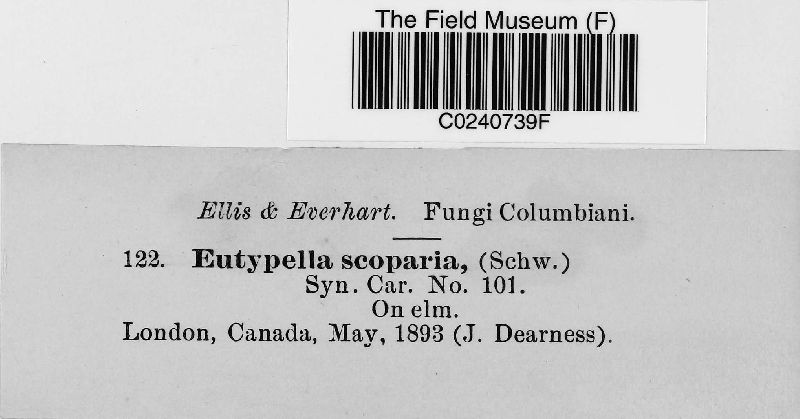 The Field Museum (F)
C0240739F
Ellis & Everhart. Fungi Columbiani.
122. Eutypella scoparia, (Schw.)
Syn. Car. No. 101.
On elm.
London, Canada, May, 1893 (J. Dearness).